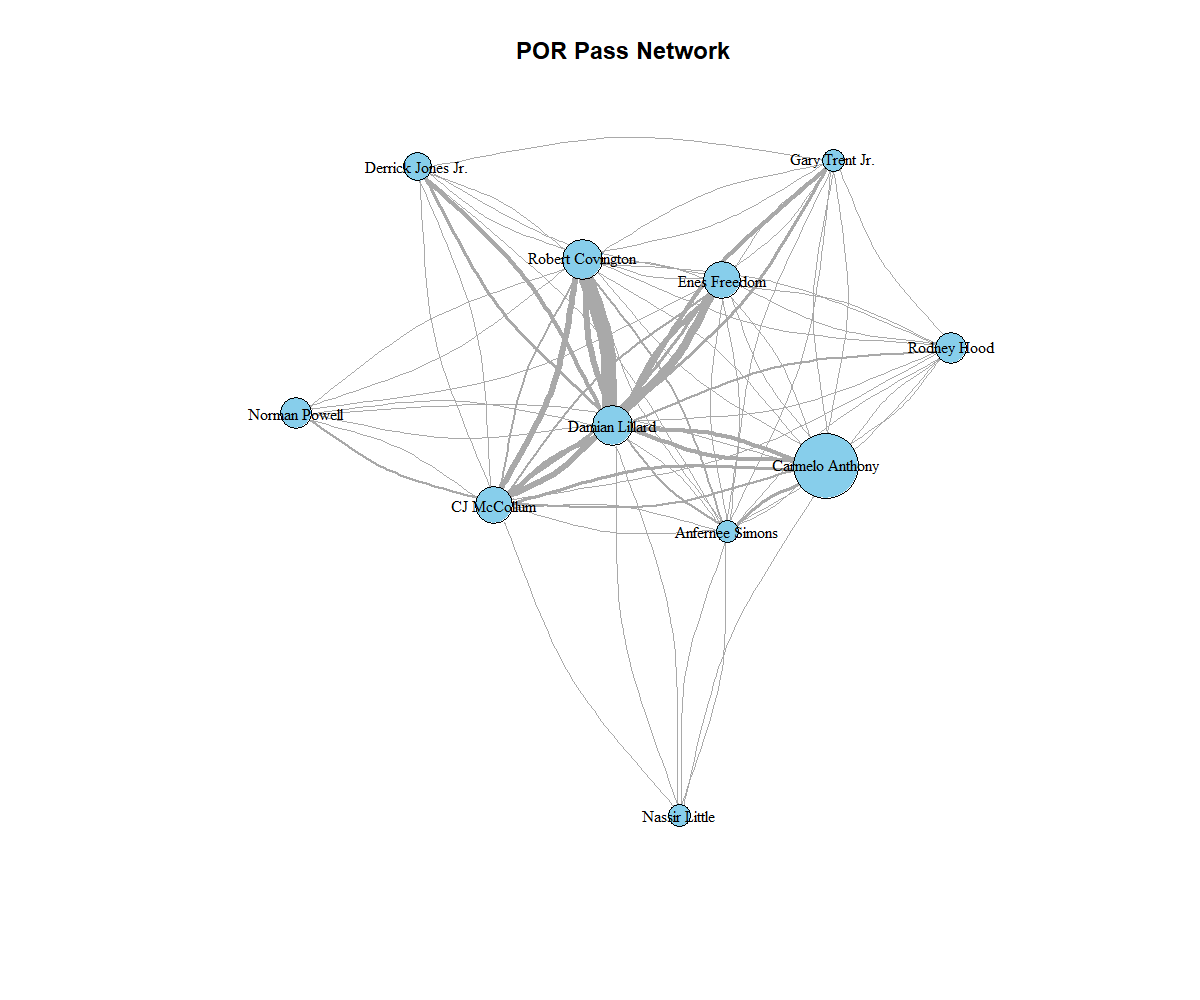 POR Pass Network
Derrick Jones Jr.
Gary Trent Jr.
Robert Covington
Enes Freedom
Rodney Hood
Norman Powell
Damian Lillard
Carmelo Anthony
CJ McCollum
Anfernee Simons
Nassir Little